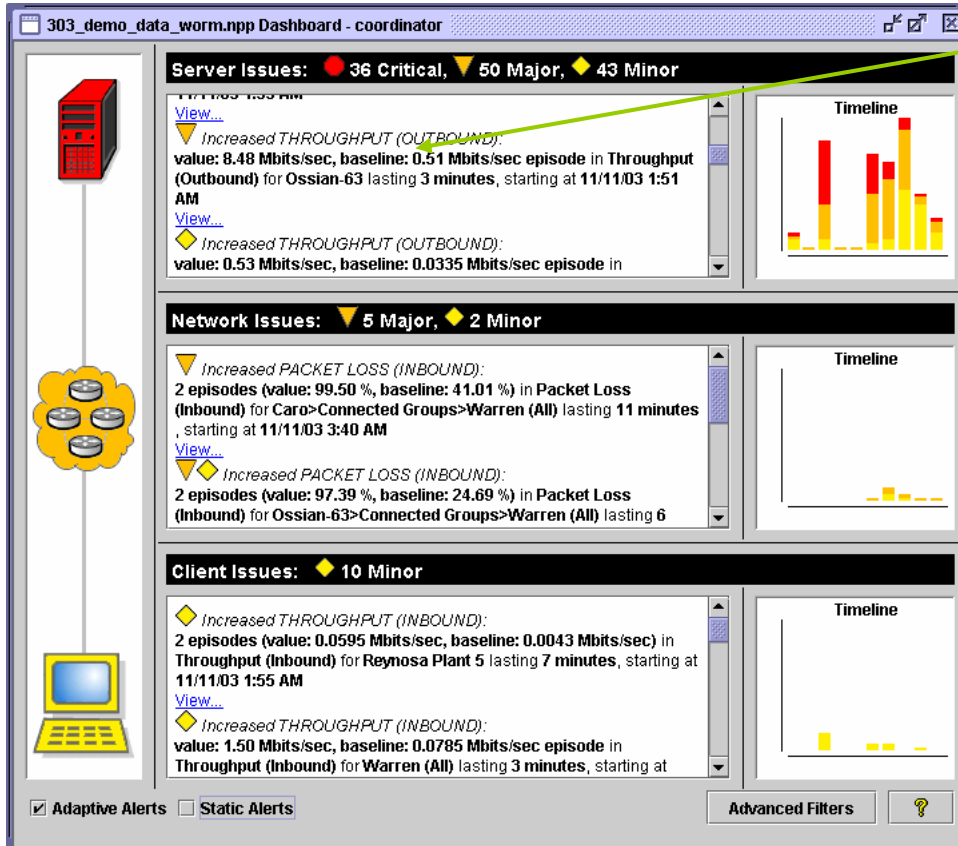 303_demo_data_worm.npp Dashboard - coordinator
Server Issues: 36 Critical, 50 Major, 43 Minor
11/11/03 1:55 AM
View...
Increased THROUGHPUT (OUTBOUND):
value: 8.48 Mbits/sec, baseline: 0.51 Mbits/sec episode in Throughput
(Outbound) for Ossian-63 lasting 3 minutes, starting at 11/11/03 1:51
AM
View...
Increased THROUGHPUT (OUTBOUND):
value: 0.53 Mbits/sec, baseline: 0.0335 Mbits/sec episode in
Timeline
Network Issues: 5 Major, 2 Minor
Increased PACKET LOSS (INBOUND):
2 episodes (value: 99.50 %, baseline: 41.01 %) in Packet Loss
(Inbound) for Caro>Connected Groups>Warren (All) lasting 11 minutes
, starting at 11/11/03 3:40 AM
View...
Increased PACKET LOSS (INBOUND):
2 episodes (value: 97.39 %, baseline: 24.69 %) in Packet Loss
(Inbound) for Ossian-63>Connected Groups>Warren (All) lasting 6
Timeline
Client Issues: 10 Minor
Increased THROUGHPUT (INBOUND):
2 episodes (value: 0.0595 Mbits/sec, baseline: 0.0043 Mbits/sec) in
Throughput (Inbound) for Reynosa Plant 5 lasting 7 minutes, starting at
11/11/03 1:55 AM
View...
Increased THROUGHPUT (INBOUND):
value: 1.50 Mbits/sec, baseline: 0.0785 Mbits/sec episode in
Throughput (Inbound) for Warren (All) lasting 3 minutes, starting at
Timeline
Adaptive Alerts
Static Alerts
Advanced Filters
?